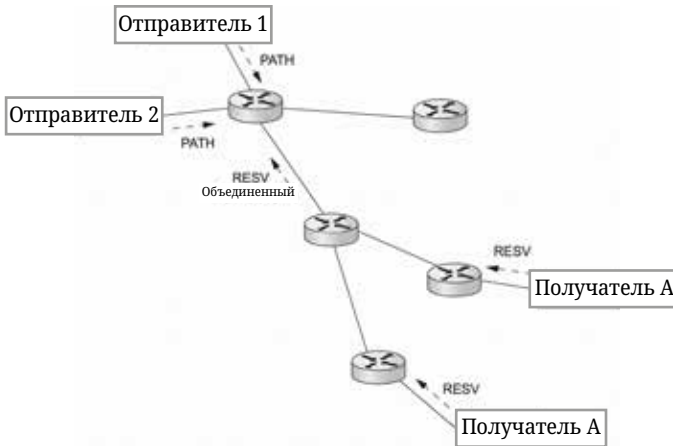 Отправитель 1
PATH
Отправитель 2
PATH
RESV
Объединенный
RESV
Получатель A
RESV
Получатель A